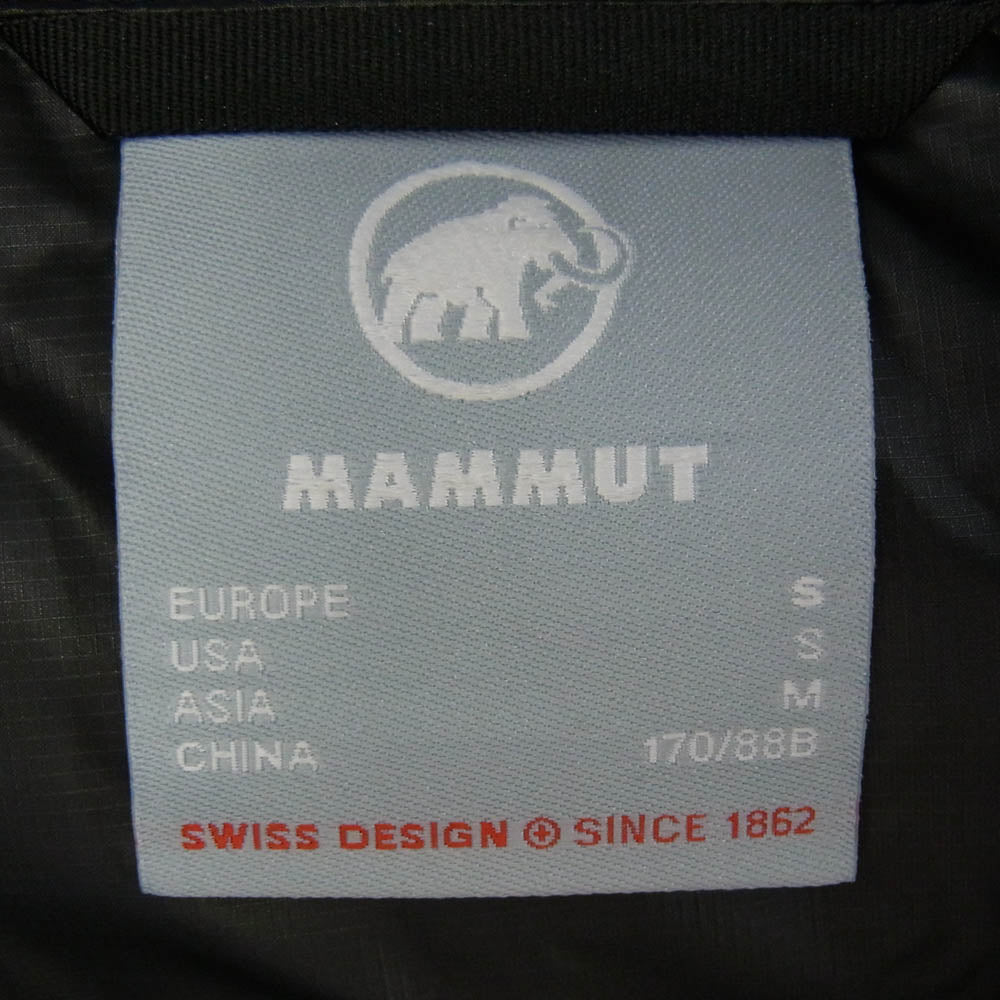 MAMMUT
EUROPE S
USA S
ASIA M
CHINA 170/88B
SWISS DESIGN SINCE 1862